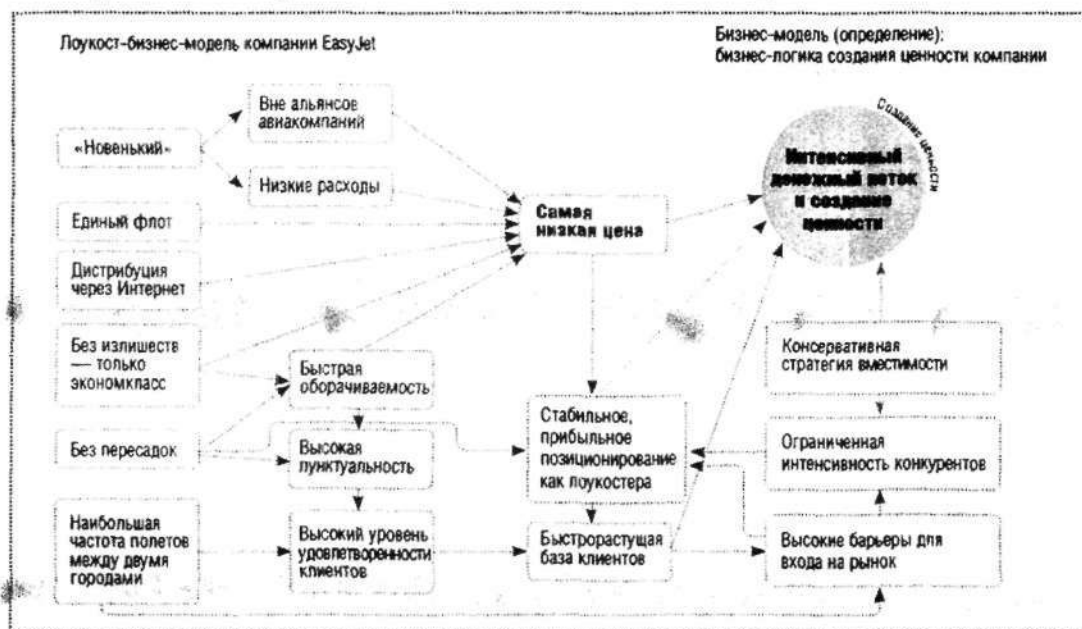 Лоукост-бизнес-модель компании EasyJet
Бизнес-модель (определение):
бизнес-логика создания ценности компании
«Новенький»
Вне альянсов
авиакомпаний
Низкие расходы
Единый флот
Дистрибуция
через Интернет
Без излишеств
— только
экономкласс
Без пересадок
Наибольшая
частота полетов
между двумя
городами
Быстрая
оборачиваемость
Высокая
пунктуальность
Высокий уровень
удовлетворенности
клиентов
Самая
низкая цена
Стабильное,
прибыльное
позиционирование
как лоукостера
Быстрорастущая
база клиентов
Создание ценности
Интенсивный
денежный поток
и создание
ценности
Консервативная
стратегия вместимости
Ограниченная
интенсивность конкурентов
Высокие барьеры для
входа на рынок